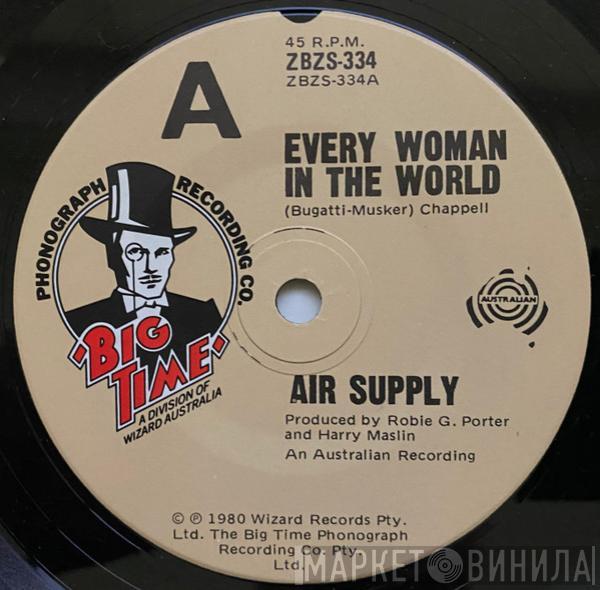 45 R.P.M.
ZBZS-334
ZBZS-334A
A
EVERY WOMAN
IN THE WORLD
(Bugatti-Musker) Chappell
PHONOGRAPH RECORDING CO.
BIG
TIME
A DIVISION OF
WIZARD AUSTRALIA
AUSTRALIAN
AIR SUPPLY
Produced by Robie G. Porter
and Harry Maslin
An Australian Recording
© ℗ 1980 Wizard Records Pty.
Ltd. The Big Time Phonograph
Recording Co. Pty.
Ltd.
МАРКЕТ ВИНИЛА